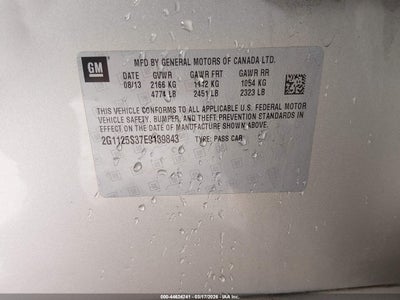 GM
MFD BY GENERAL MOTORS OF CANADA LTD.
DATE GVWR GAWR FRT GAWR RR
08/13 2166 KG 1112 KG 1054 KG
4774 LB 2451 LB 2323 LB
THIS VEHICLE CONFORMS TO ALL APPLICABLE U.S. FEDERAL MOTOR
VEHICLE SAFETY, BUMPER, AND THEFT PREVENTION STANDARDS IN
EFFECT ON THE DATE OF MANUFACTURE SHOWN ABOVE.
2G1125S37E9139843 TYPE: PASS CAR
000-44634241 - 03/17/2026 - IAAI.COM